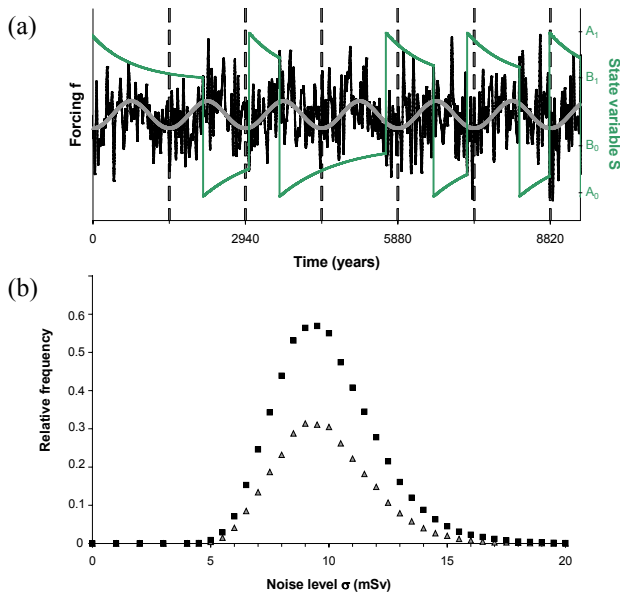 (a)
Forcing f
A1
B1
B0
A0
State variable S
0
2940
5880
8820
Time (years)
(b)
Relative frequency
0.6
0.5
0.4
0.3
0.2
0.1
0
0
5
10
15
20
Noise level σ (mSv)